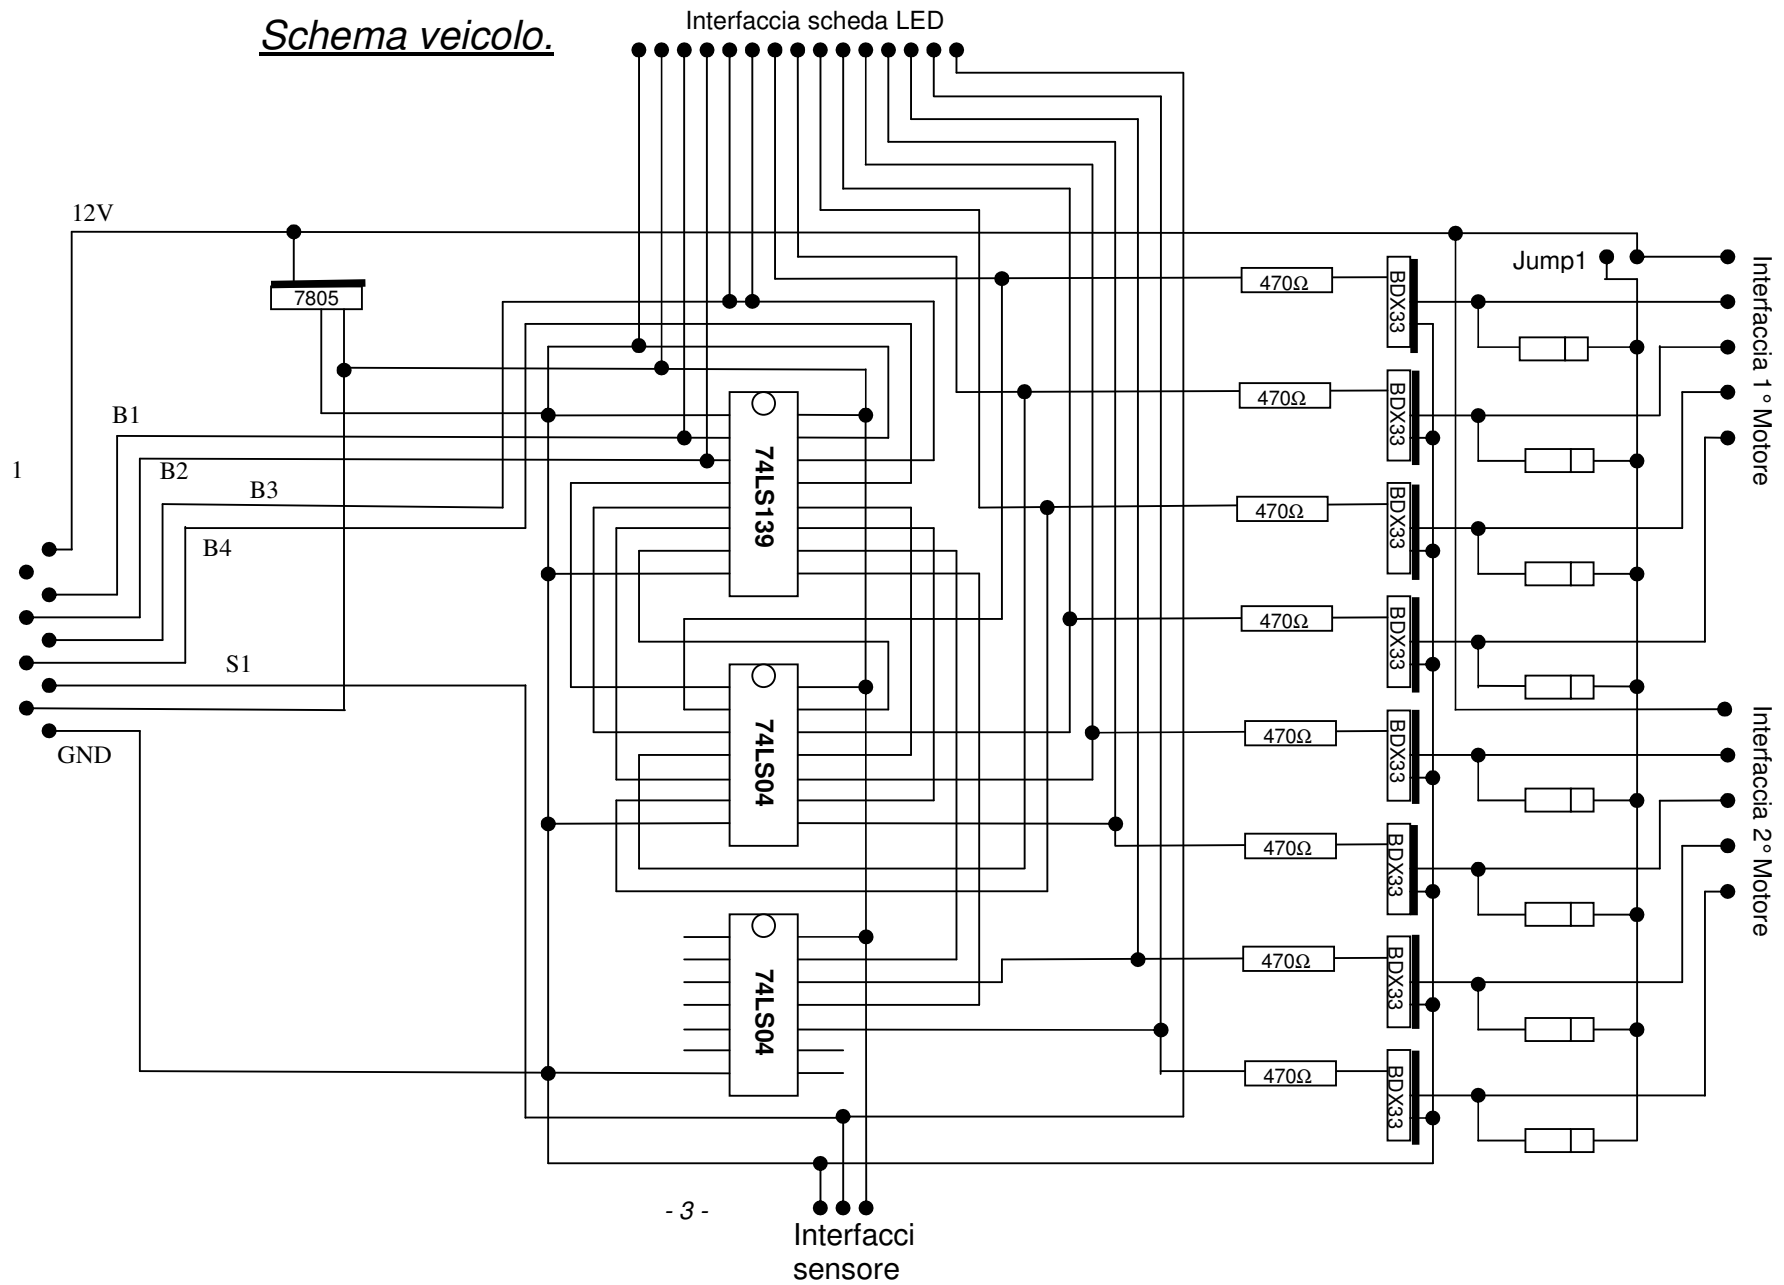 Schema veicolo.
Interfaccia scheda LED
12V
7805
Jump1
470Ω
BDX33
Interfaccia 1° Motore
470Ω
BDX33
B1
1
B2
B3
B4
74LS139
470Ω
BDX33
470Ω
BDX33
S1
GND
74LS04
470Ω
BDX33
Interfaccia 2° Motore
470Ω
BDX33
74LS04
470Ω
BDX33
470Ω
BDX33
- 3 -
Interfacci
sensore